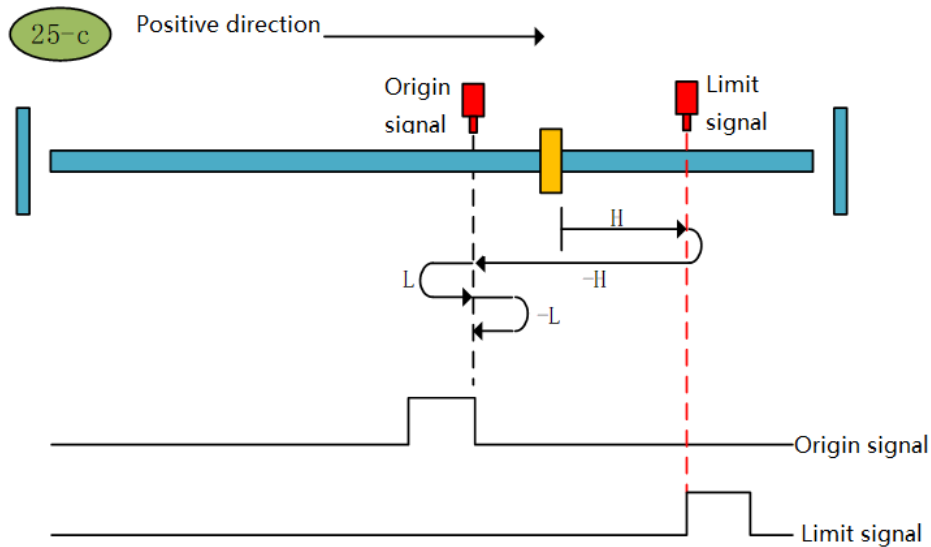 25-c
Positive direction
Origin
signal
Limit
signal
H
-H
L
-L
Origin signal
Limit signal